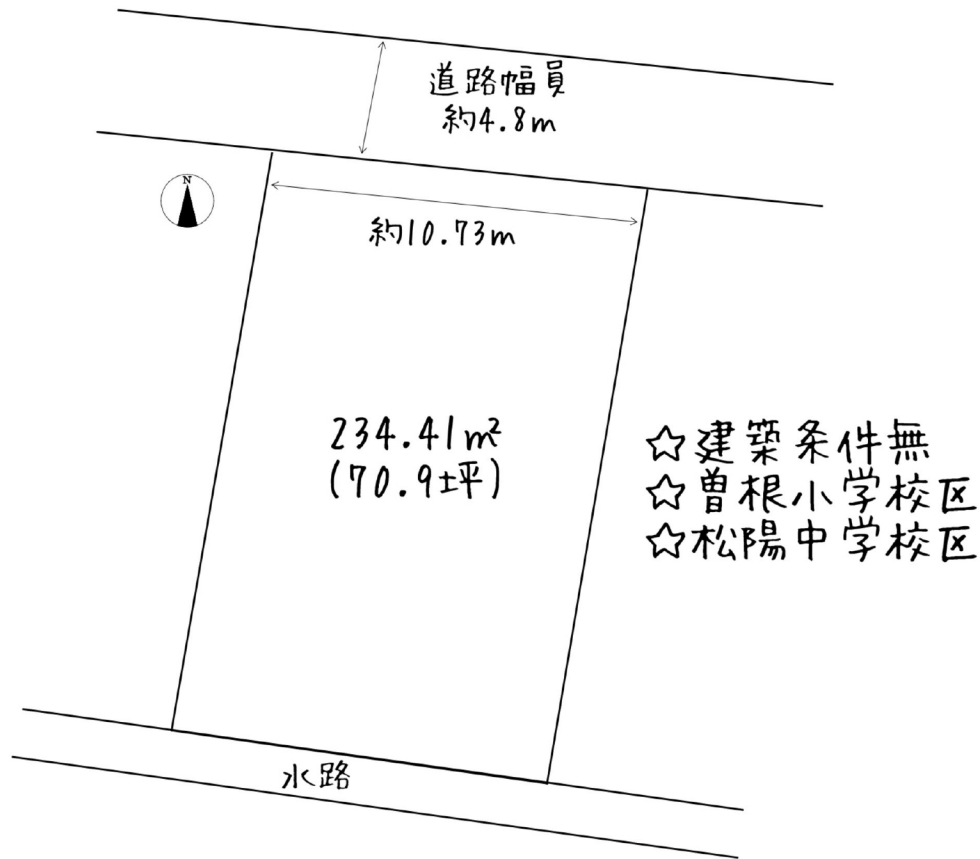 道路幅員
約4.8m
N
約10.73m
234.41㎡
(70.9坪)
☆建築条件無
☆曽根小学校区
☆松陽中学校区
水路